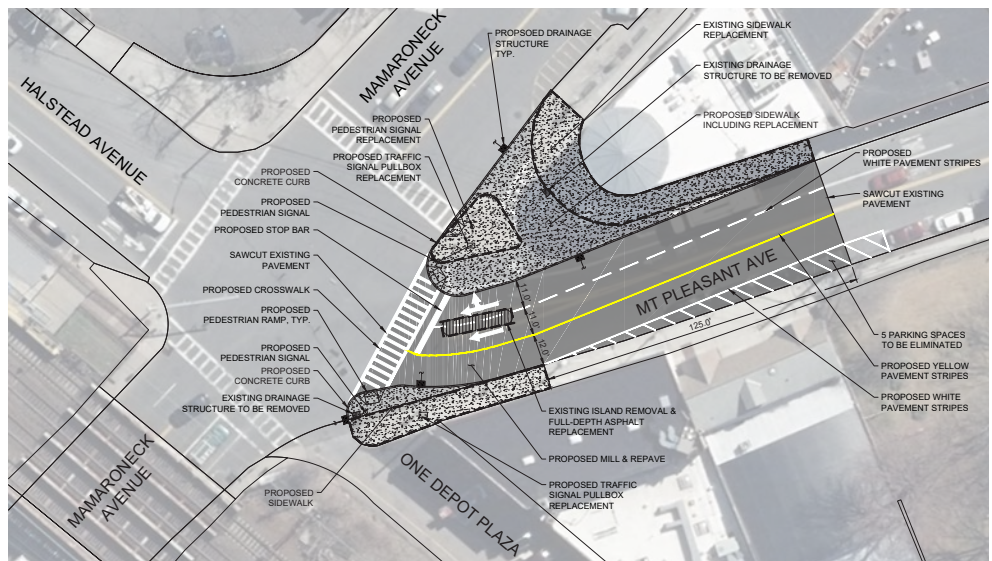 HALSTEAD AVENUE
MAMARONECK
AVENUE
PROPSOED DRAINAGE
STRUCTURE
TYP.
EXISTING SIDEWALK
REPLACEMENT
EXISTING DRAINAGE
STRUCTURE TO BE REMOVED
PROPOSED SIDEWALK
INCLUDING REPLACEMENT
PROPOSED
WHITE PAVEMENT STRIPES
SAWCUT EXISTING
PAVEMENT
PROPOSED
PEDESTRIAN SIGNAL
REPLACEMENT
PROPOSED TRAFFIC
SIGNAL PULLBOX
REPLACEMENT
PROPOSED
CONCRETE CURB
PROPOSED
PEDESTRIAN SIGNAL
PROPOSED STOP BAR
SAWCUT EXISTING
PAVEMENT
PROPOSED CROSSWALK
PROPOSED
PEDESTRIAN RAMP, TYP.
PROPOSED
PEDESTRIAN SIGNAL
PROPOSED
CONCRETE CURB
EXISTING DRAINAGE
STRUCTURE TO BE REMOVED
11.0'
11.0'
12.0'
MT PLEASANT AVE
125.0'
5 PARKING SPACES
TO BE ELIMINATED
PROPOSED YELLOW
PAVEMENT STRIPES
PROPOSED WHITE
PAVEMENT STRIPES
EXISTING ISLAND REMOVAL &
FULL-DEPTH ASPHALT
REPLACEMENT
PROPOSED MILL & REPAVE
PROPOSED TRAFFIC
SIGNAL PULLBOX
REPLACEMENT
MAMARONECK
AVENUE
PROPOSED
SIDEWALK
ONE DEPOT PLAZA